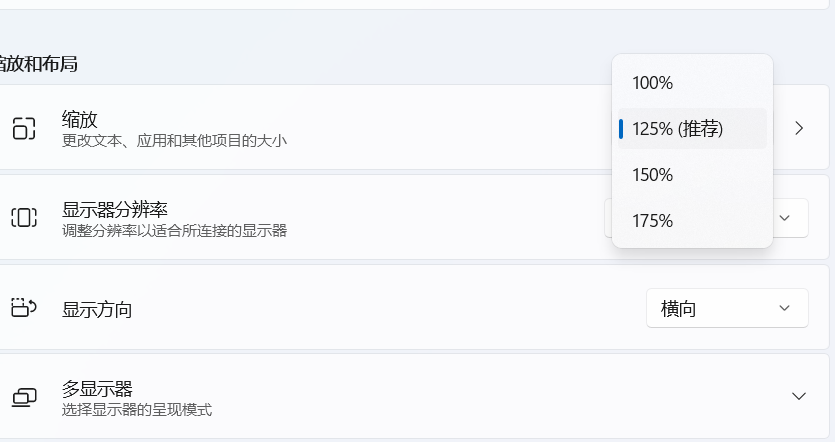 缩放和布局
缩放
更改文本、应用和其他项目的大小
100%
125% (推荐)
150%
175%
显示器分辨率
调整分辨率以适合所连接的显示器
显示方向
横向
多显示器
选择显示器的呈现模式